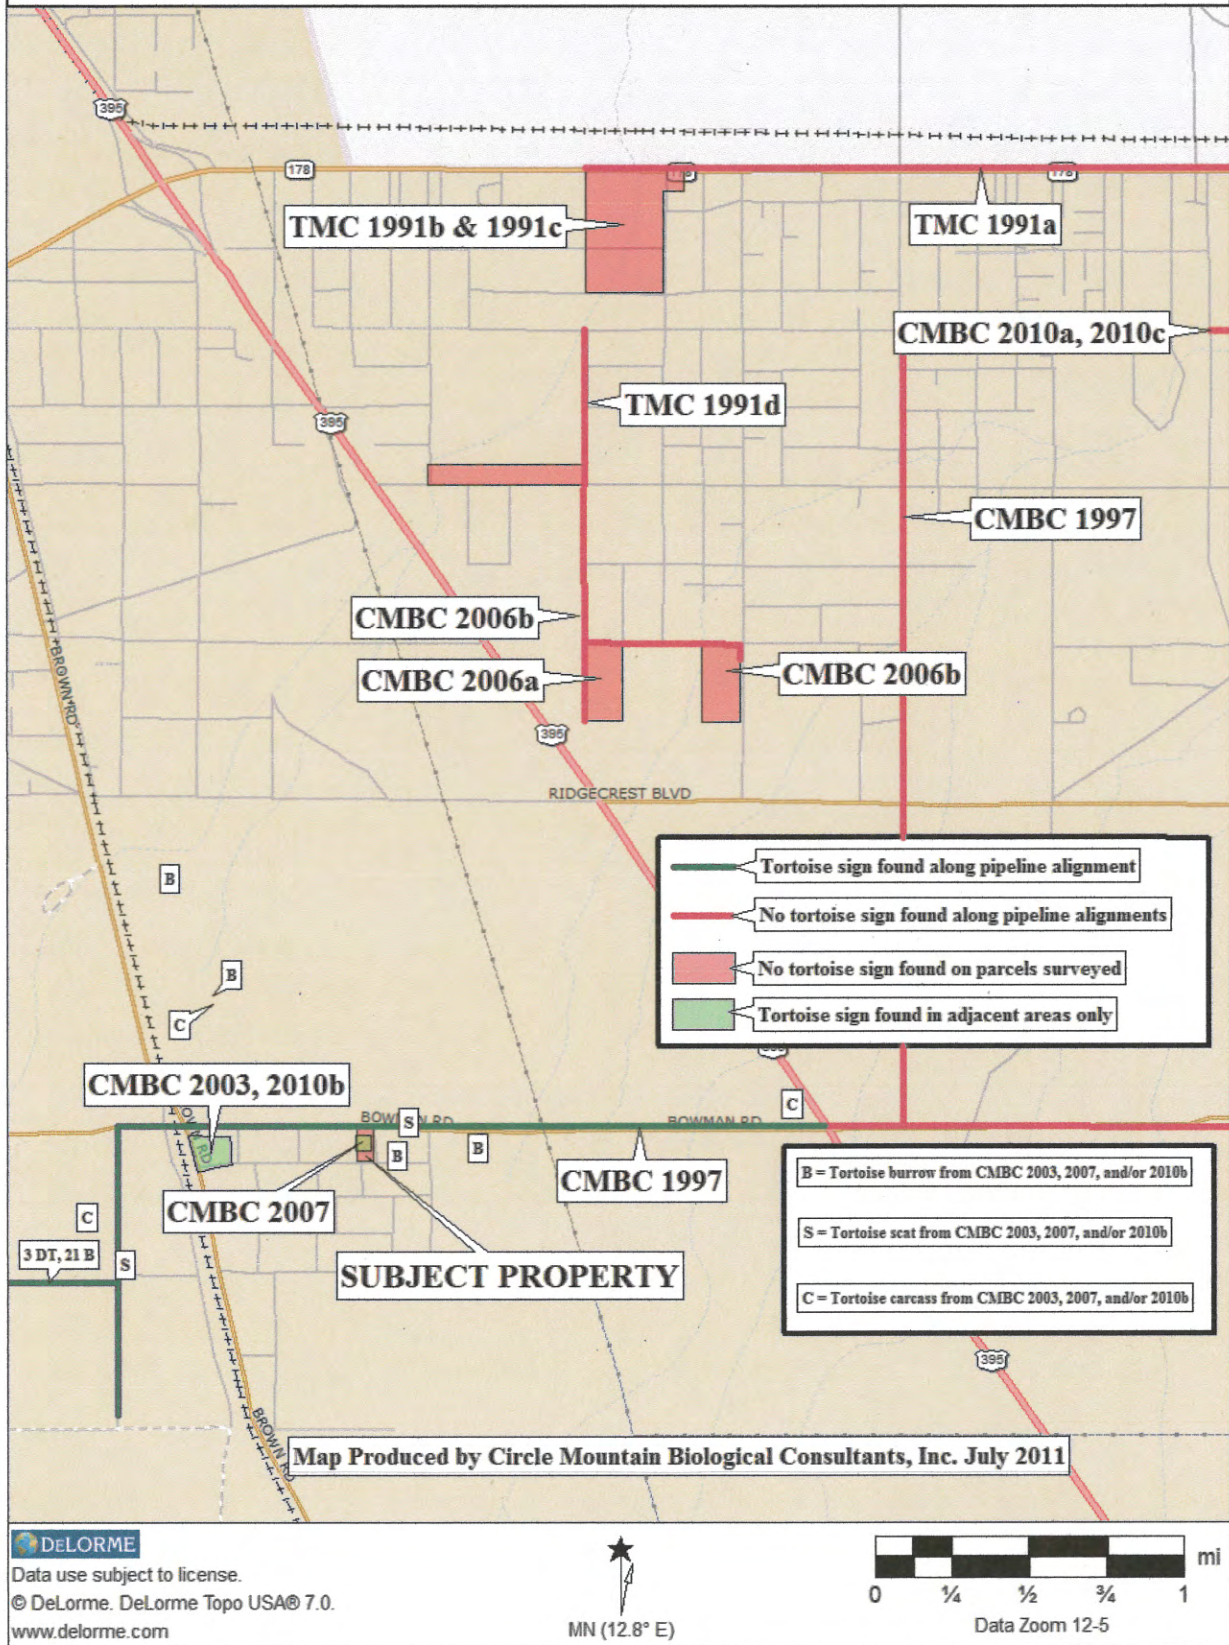 395
178
178
178
TMC 1991b & 1991c
TMC 1991a
CMBC 2010a, 2010c
TMC 1991d
395
CMBC 1997
CMBC 2006b
CMBC 2006a
CMBC 2006b
BROWN RD
395
RIDGECREST BLVD
Tortoise sign found along pipeline alignment
No tortoise sign found along pipeline alignments
No tortoise sign found on parcels surveyed
Tortoise sign found in adjacent areas only
B
B
C
CMBC 2003, 2010b
C
BOWMAN RD
S
BOWMAN RD
B
B
CMBC 1997
CMBC 2007
C
3 DT, 21 B
S
SUBJECT PROPERTY
B = Tortoise burrow from CMBC 2003, 2007, and/or 2010b
S = Tortoise scat from CMBC 2003, 2007, and/or 2010b
C = Tortoise carcass from CMBC 2003, 2007, and/or 2010b
395
BROWN RD
Map Produced by Circle Mountain Biological Consultants, Inc. July 2011
DELORME
Data use subject to license.
© DeLorme. DeLorme Topo USA® 7.0.
www.delorme.com
MN (12.8° E)
mi
0 ¼ ½ ¾ 1
Data Zoom 12-5